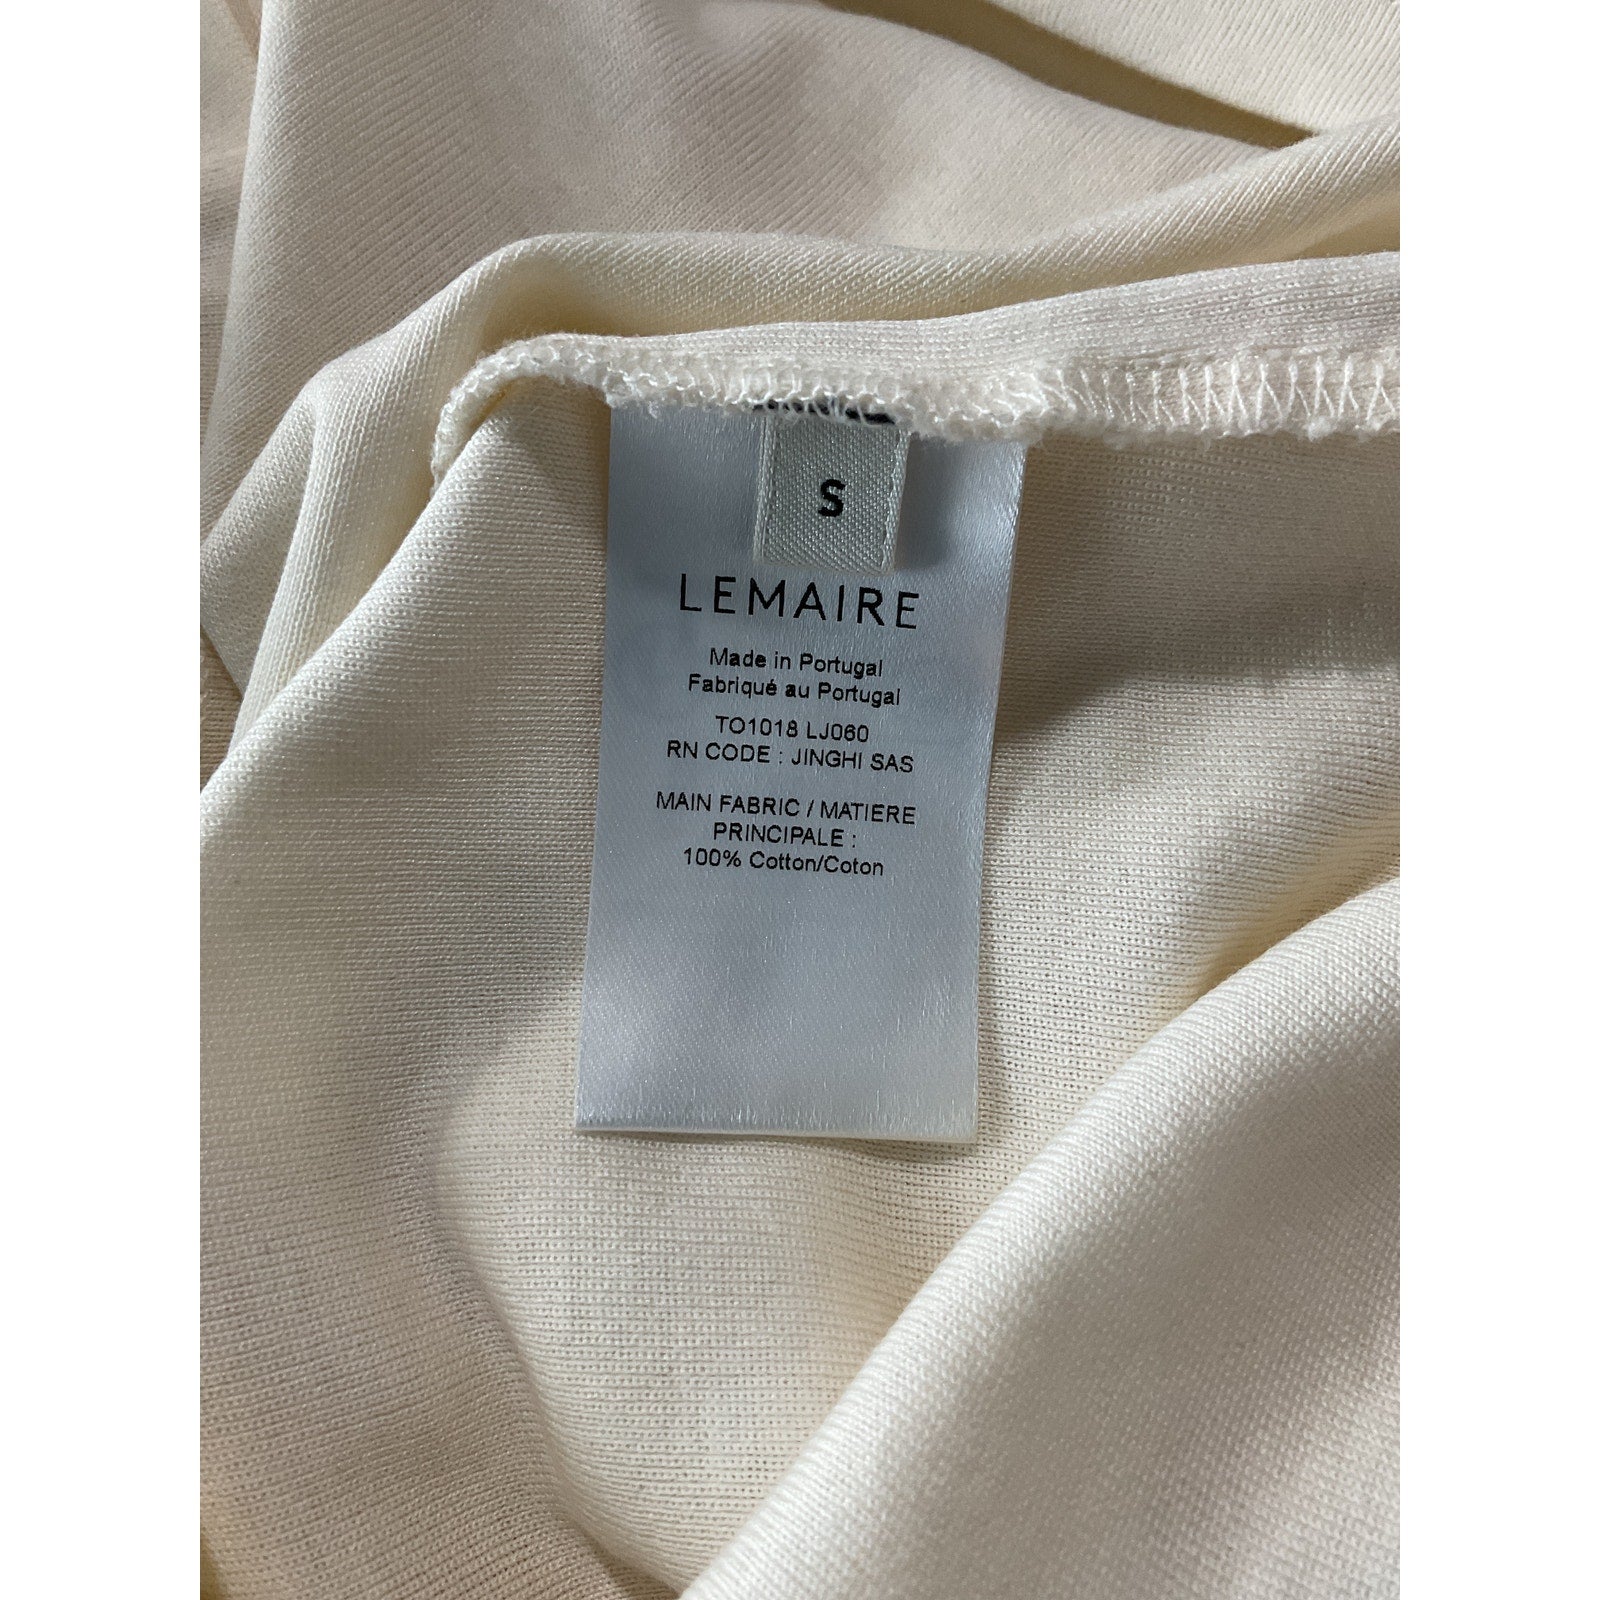 S
LEMAIRE
Made in Portugal
Fabriqué au Portugal
TO1018 LJ060
RN CODE : JINGHI SAS
MAIN FABRIC / MATIERE
PRINCIPALE :
100% Cotton/Coton